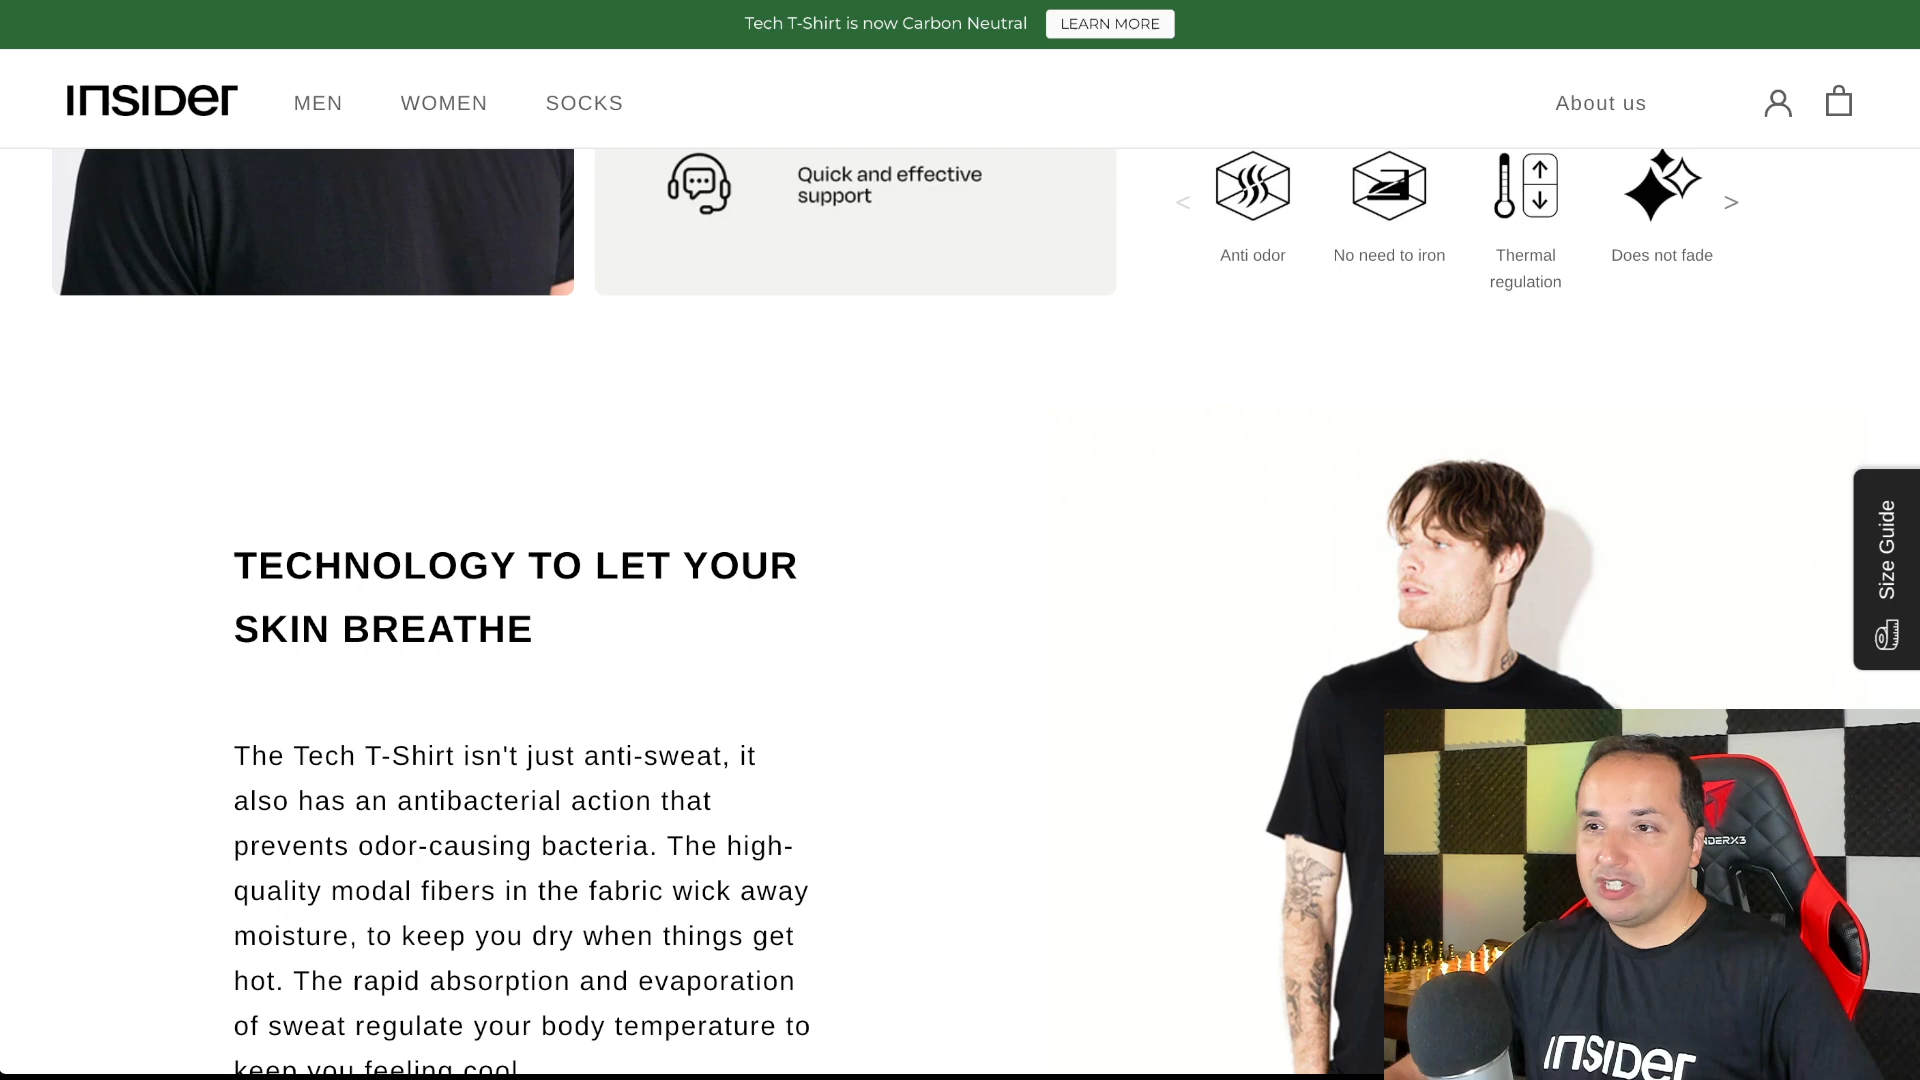 Tech T-Shirt is now Carbon Neutral LEARN MORE
INSIDER MEN WOMEN SOCKS About us
Quick and effective
support
< >
Anti odor
No need to iron
Thermal
regulation
Does not fade
TECHNOLOGY TO LET YOUR
SKIN BREATHE
Size Guide
The Tech T-Shirt isn't just anti-sweat, it
also has an antibacterial action that
prevents odor-causing bacteria. The high-
quality modal fibers in the fabric wick away
moisture, to keep you dry when things get
hot. The rapid absorption and evaporation
of sweat regulate your body temperature to
keep you feeling cool
NDERX3
INSIDER